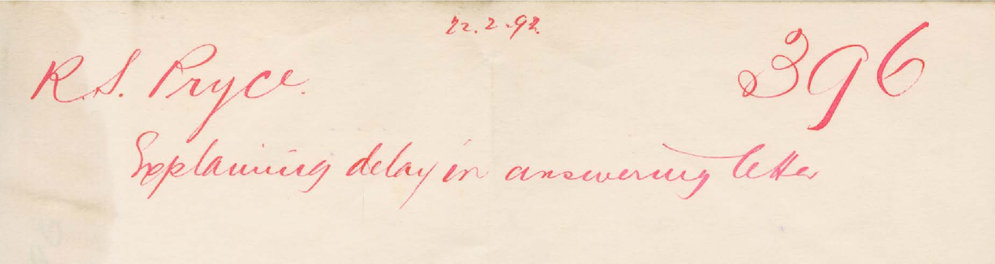 22.2.92.
R.S. Pryce. 396
Explaining delay in answering letter